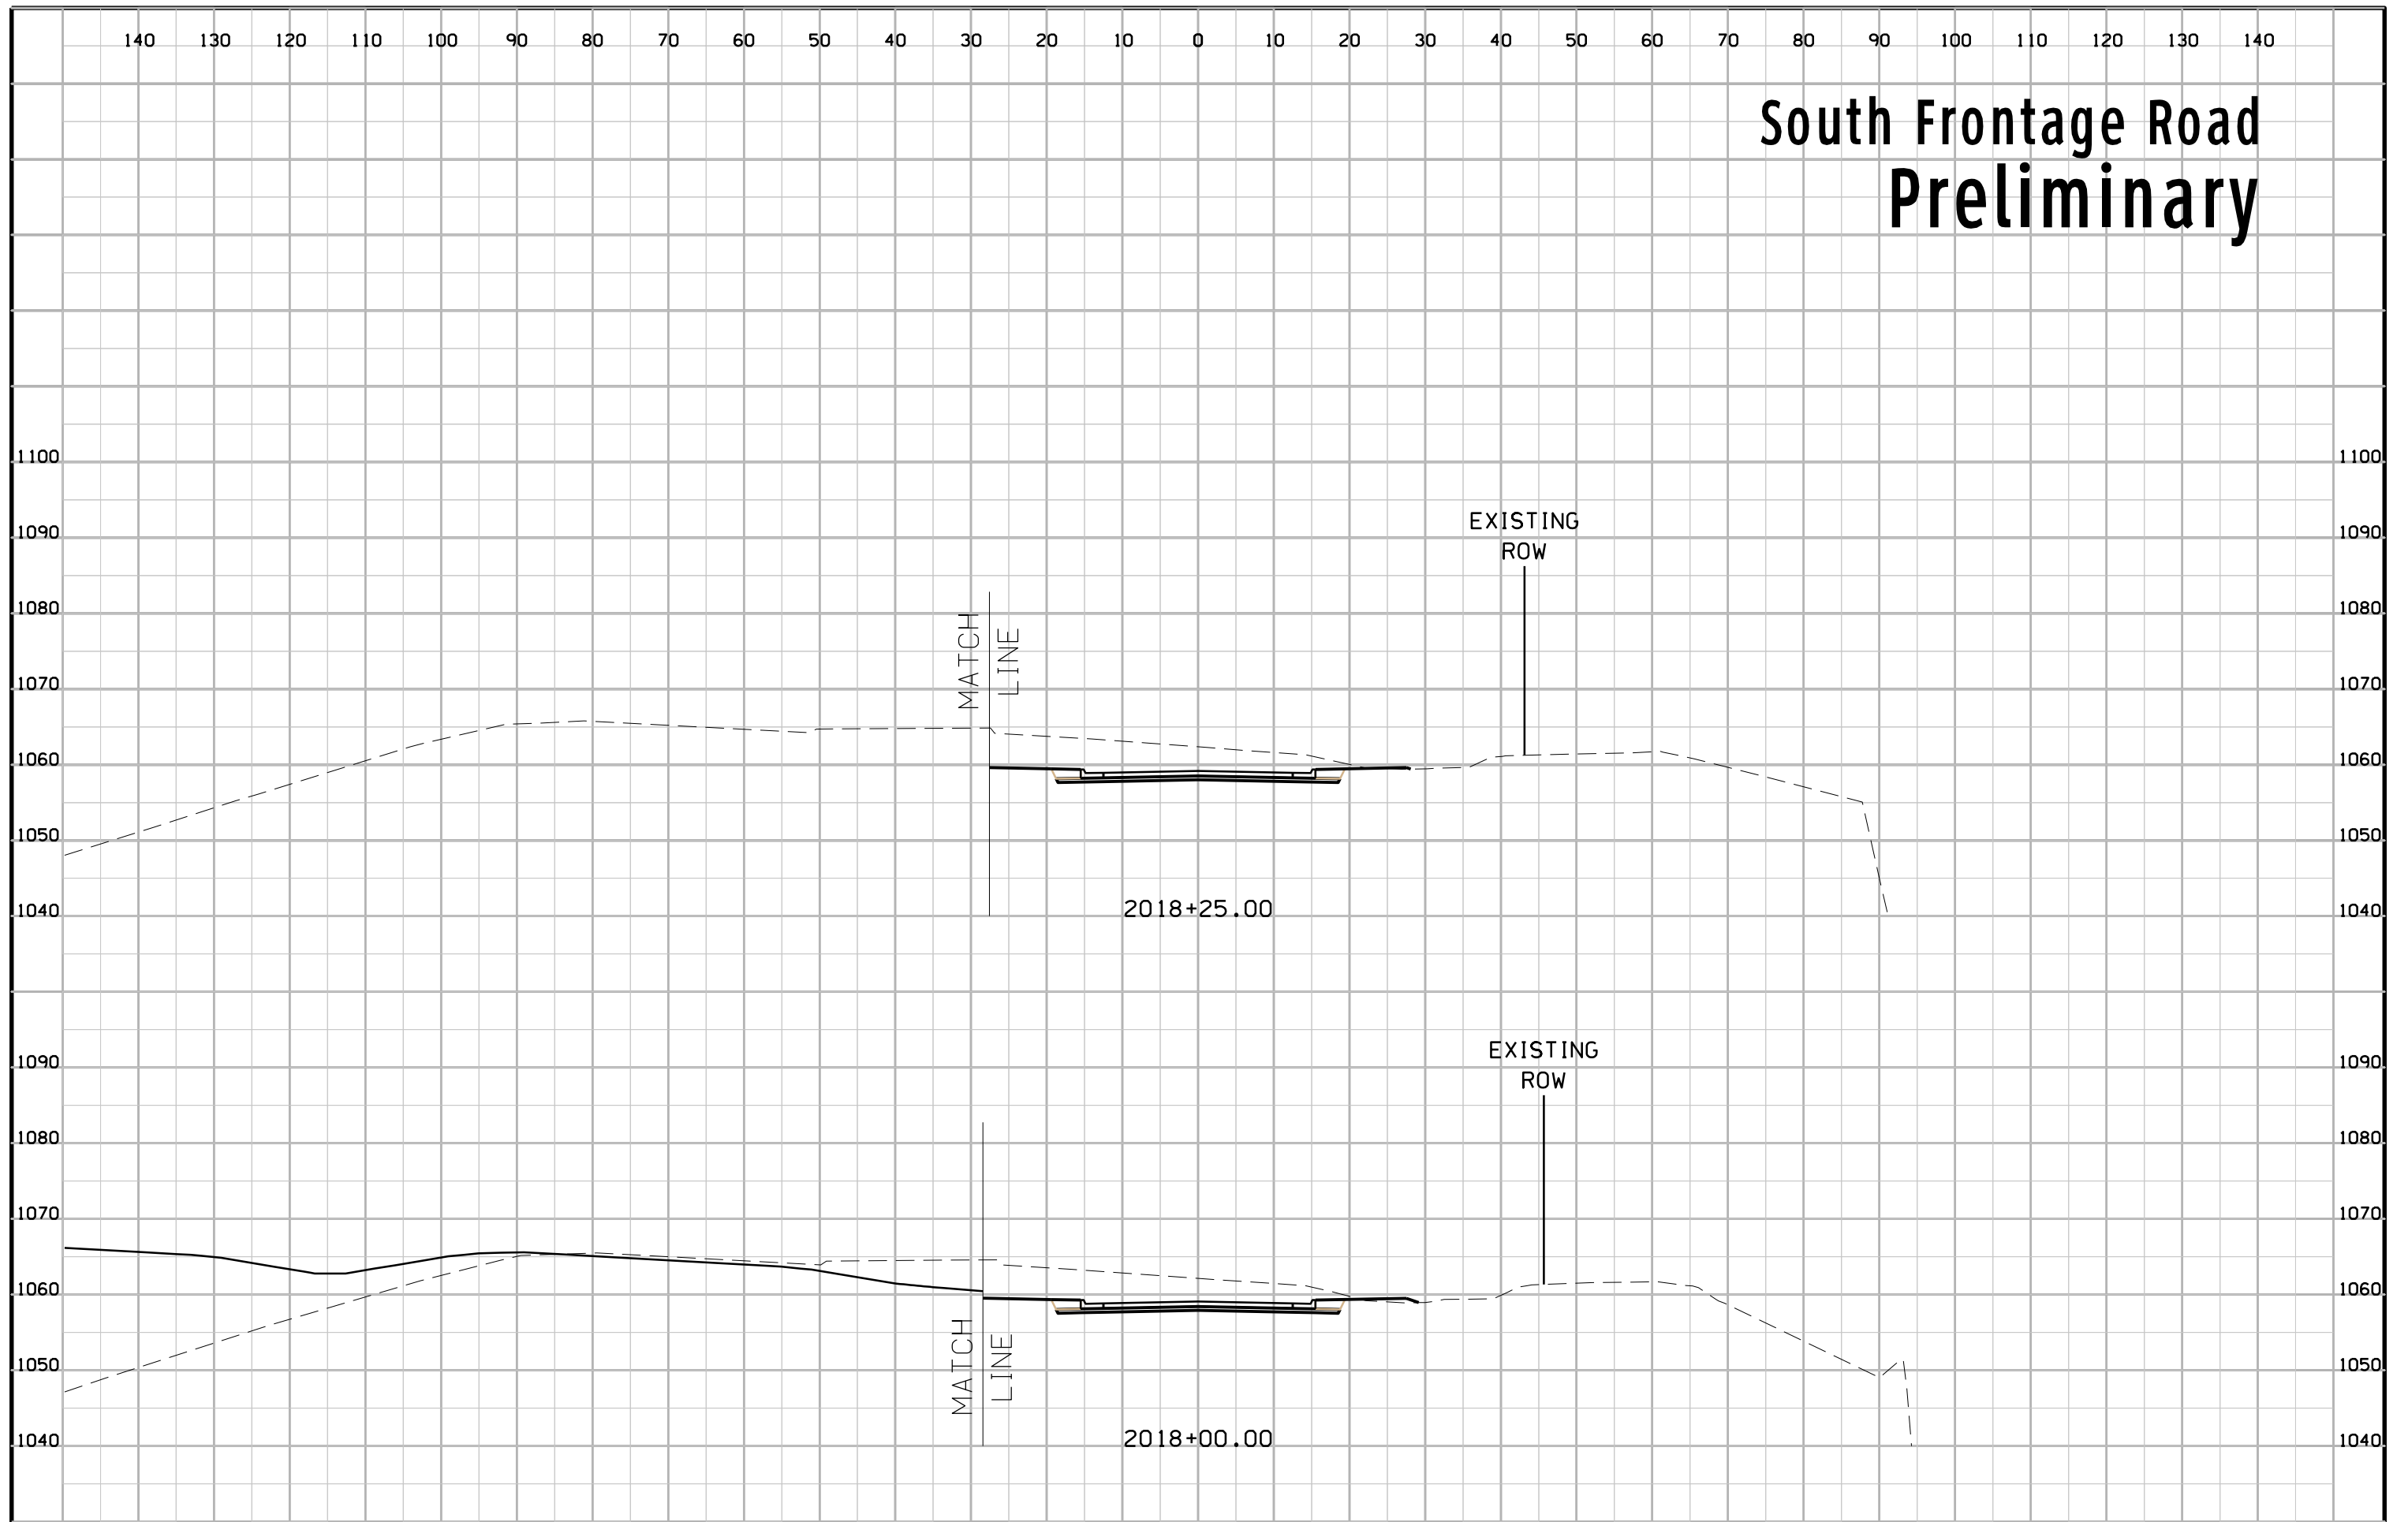 140 130 120 110 100 90 80 70 60 50 40 30 20 10 0 10 20 30 40 50 60 70 80 90 100 110 120 130 140
South Frontage Road
Preliminary
1100 1100
EXISTING
ROW
1090 1090
1080 1080
MATCH
LINE
1070 1070
1060 1060
1050 1050
1040 2018+25.00 1040
EXISTING
ROW
1090 1090
1080 1080
1070 1070
1060 1060
MATCH
LINE
1050 1050
1040 2018+00.00 1040